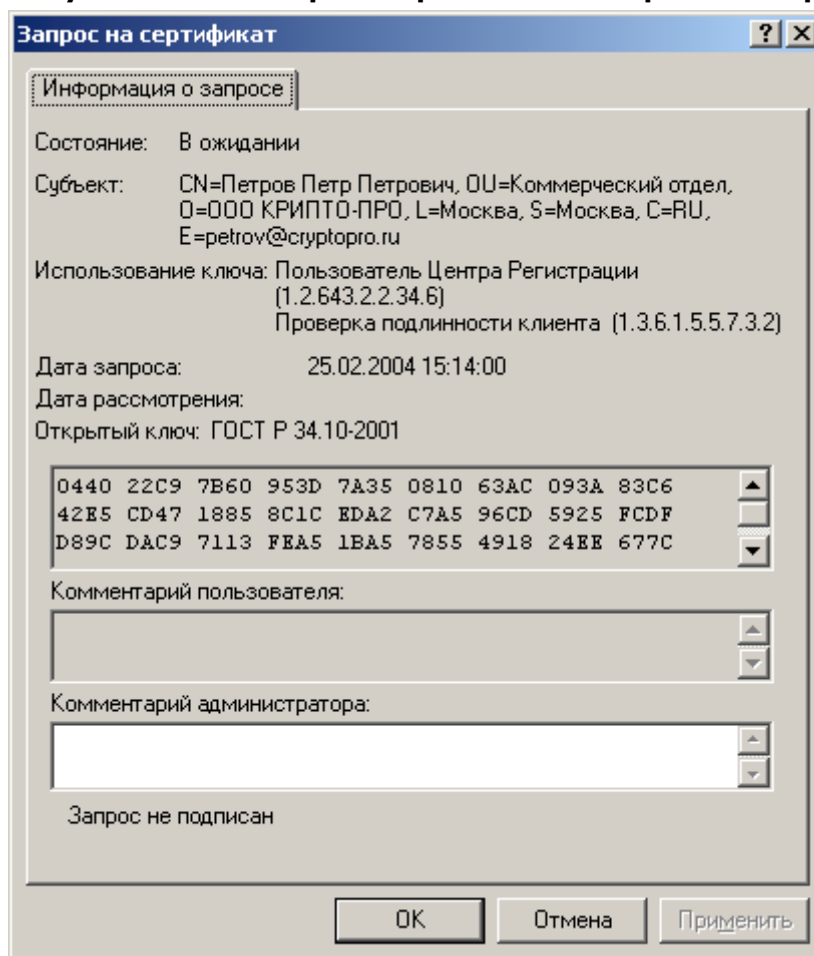 Запрос на сертификат
Информация о запросе
Состояние: В ожидании
Субъект: CN=Петров Петр Петрович, OU=Коммерческий отдел,
O=ООО КРИПТО-ПРО, L=Москва, S=Москва, C=RU,
E=petrov@cryptopro.ru
Использование ключа: Пользователь Центра Регистрации
(1.2.643.2.2.34.6)
Проверка подлинности клиента (1.3.6.1.5.5.7.3.2)
Дата запроса: 25.02.2004 15:14:00
Дата рассмотрения:
Открытый ключ: ГОСТ Р 34.10-2001
0440 22C9 7B60 953D 7A35 0810 63AC 093A 83C6
42E5 CD47 1885 8C1C EDA2 C7A5 96CD 5925 FCDF
D89C DAC9 7113 FEA5 1BA5 7855 4918 24EE 677C
Комментарий пользователя:
Комментарий администратора:
Запрос не подписан
OK Отмена Применить